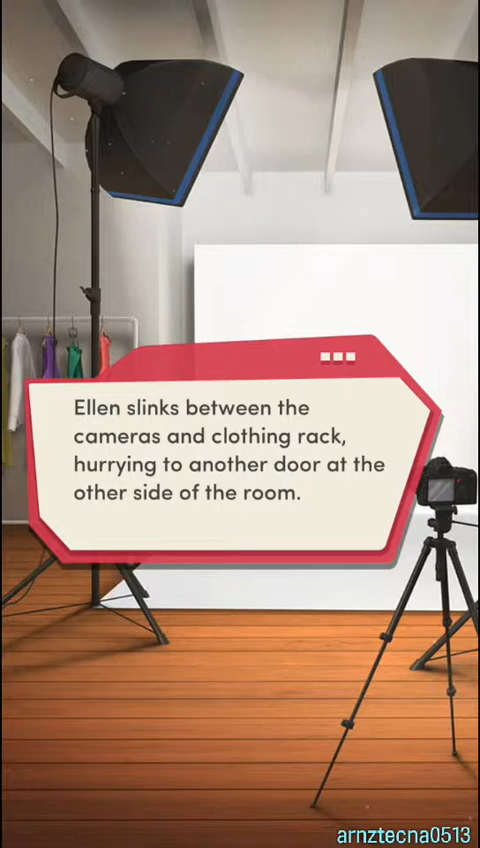 Ellen slinks between the
cameras and clothing rack,
hurrying to another door at the
other side of the room.
arnztecna0513